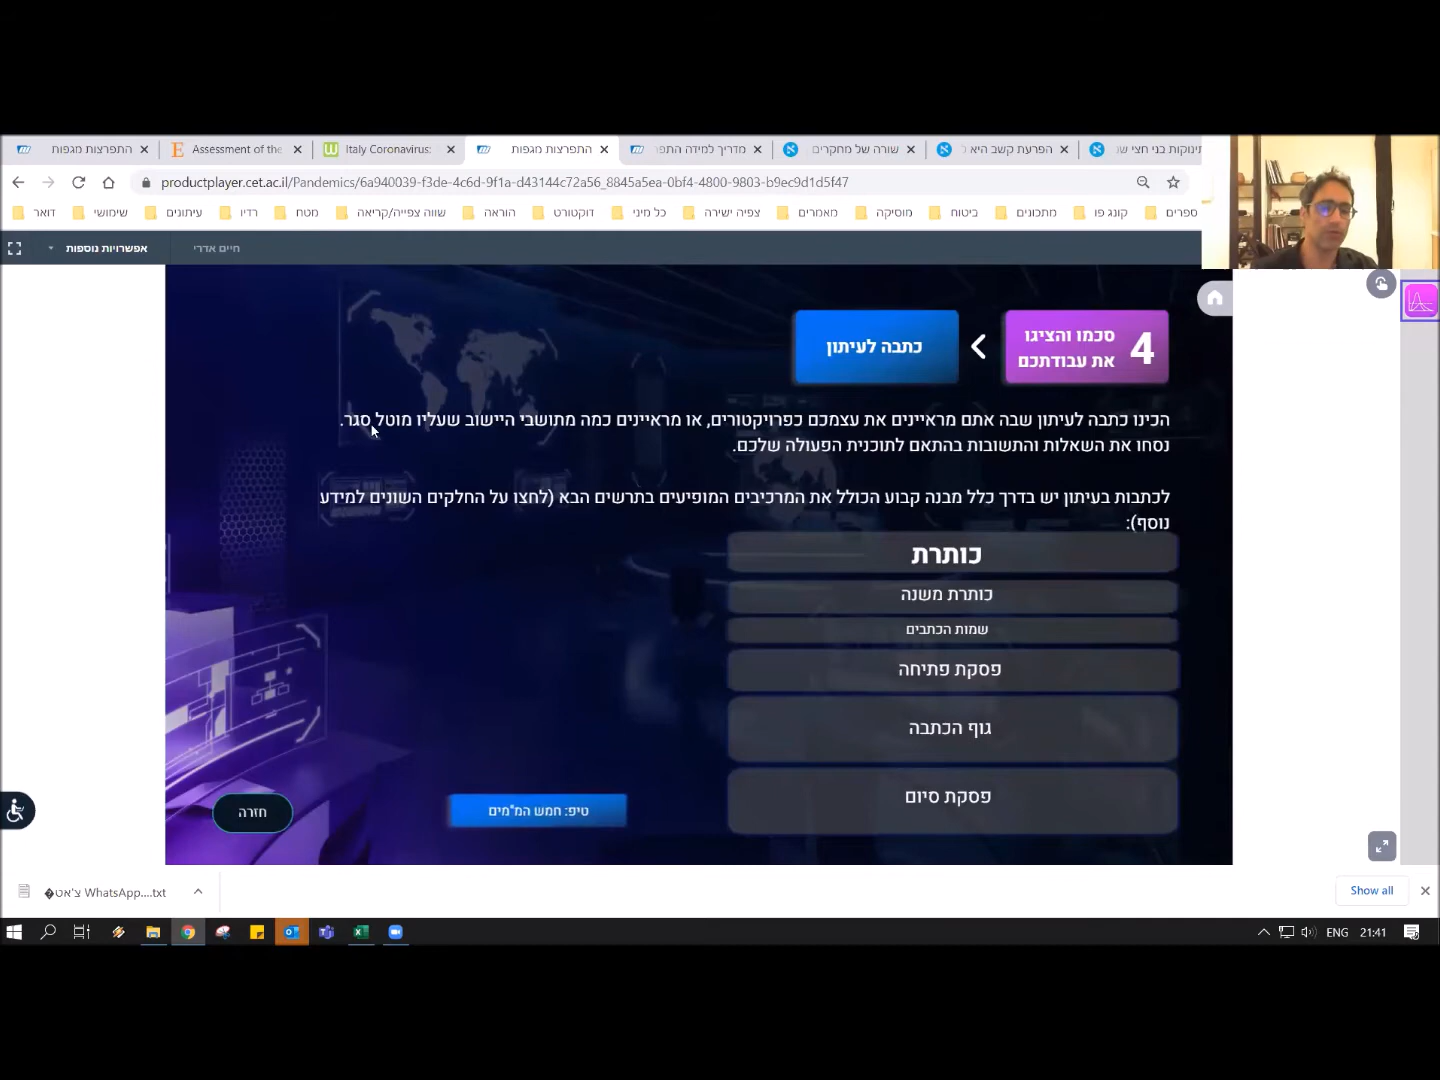 התפרצות מגפות
Assessment of the
Italy Coronavirus:
התפרצות מגפות
מדריך למידה התפר
שורה של מחקרים
הפרעת קשב היא כ
תינוקות בני חצי שנ
productplayer.cet.ac.il/Pandemics/6a940039-f3de-4c6d-9f1a-d43144c72a56_8845a5ea-0bf4-4800-9803-b9ec9d1d5f47
דואר
שימושי
עיתונים
רדיו
מטח
שווה צפייה/קריאה
הוראה
דוקטורט
כל מיני
צפיה ישירה
מאמרים
מוסיקה
ביטוח
מתכונים
קונג פו
ספרים
אפשרויות נוספות
חיים אדרי
4 סכמו והציגו
את עבודתכם
כתבה לעיתון
הכינו כתבה לעיתון שבה אתם מראיינים את עצמכם כפרויקטורים, או מראיינים כמה מתושבי היישוב שעליו מוטל סגר.
נסחו את השאלות והתשובות בהתאם לתוכנית הפעולה שלכם.
לכתבות בעיתון יש בדרך כלל מבנה קבוע הכולל את המרכיבים המופיעים בתרשים הבא (לחצו על החלקים השונים למידע
נוסף):
כותרת
כותרת משנה
שמות הכתבים
פסקת פתיחה
גוף הכתבה
פסקת סיום
טיפ: חמש המ"מים
חזרה
צ'אט WhatsApp....txt
Show all
ENG
21:41